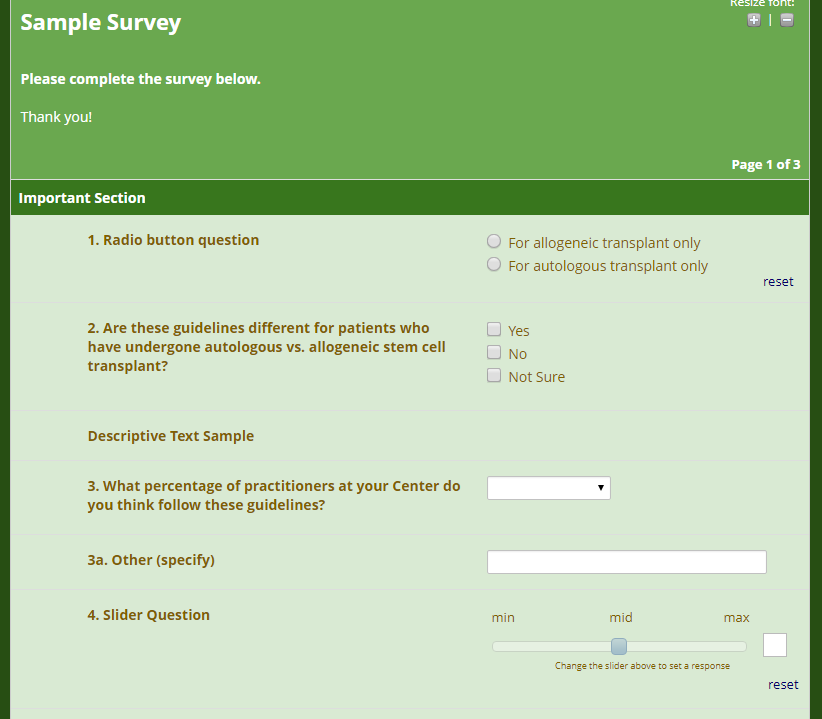 Resize font:
Sample Survey
+ | -
Please complete the survey below.
Thank you!
Page 1 of 3
Important Section
1. Radio button question
For allogeneic transplant only
For autologous transplant only
reset
2. Are these guidelines different for patients who
have undergone autologous vs. allogeneic stem cell
transplant?
Yes
No
Not Sure
Descriptive Text Sample
3. What percentage of practitioners at your Center do
you think follow these guidelines?
3a. Other (specify)
4. Slider Question
min mid max
Change the slider above to set a response
reset